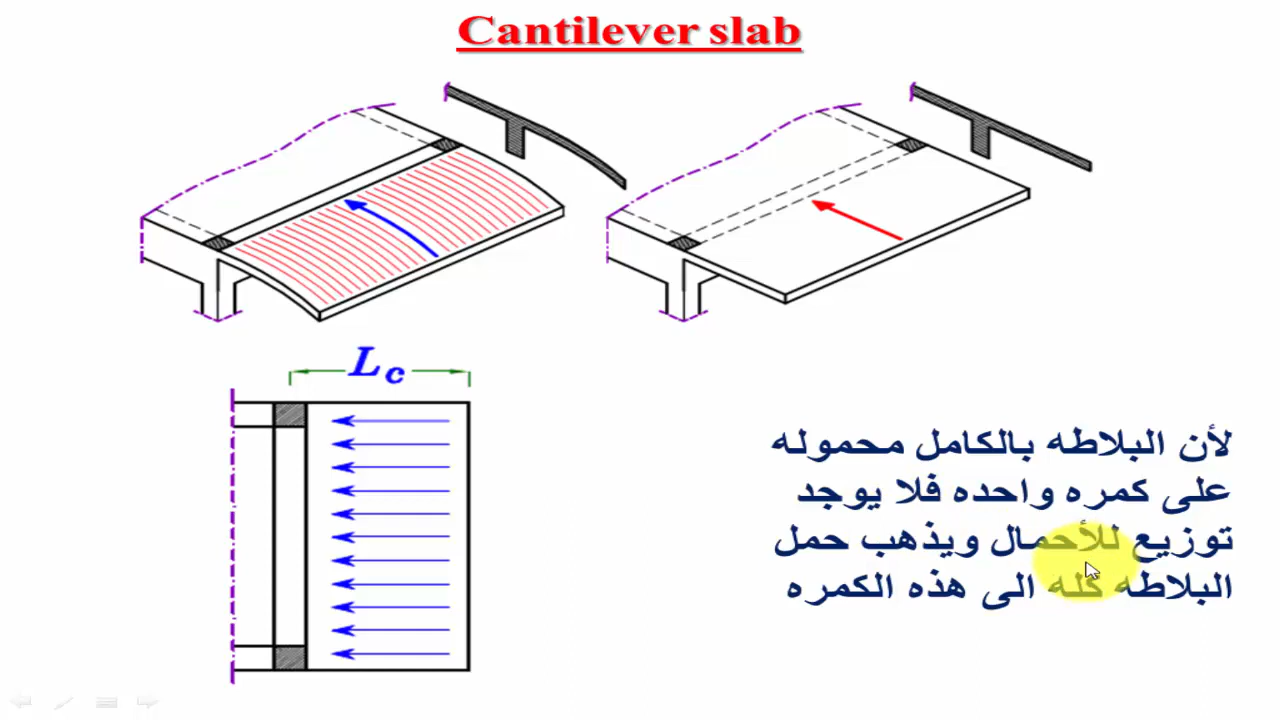 Cantilever slab
Lc
لأن البلاطه بالكامل محموله
على كمره واحده فلا يوجد
توزيع للأحمال ويذهب حمل
البلاطه كله الى هذه الكمره